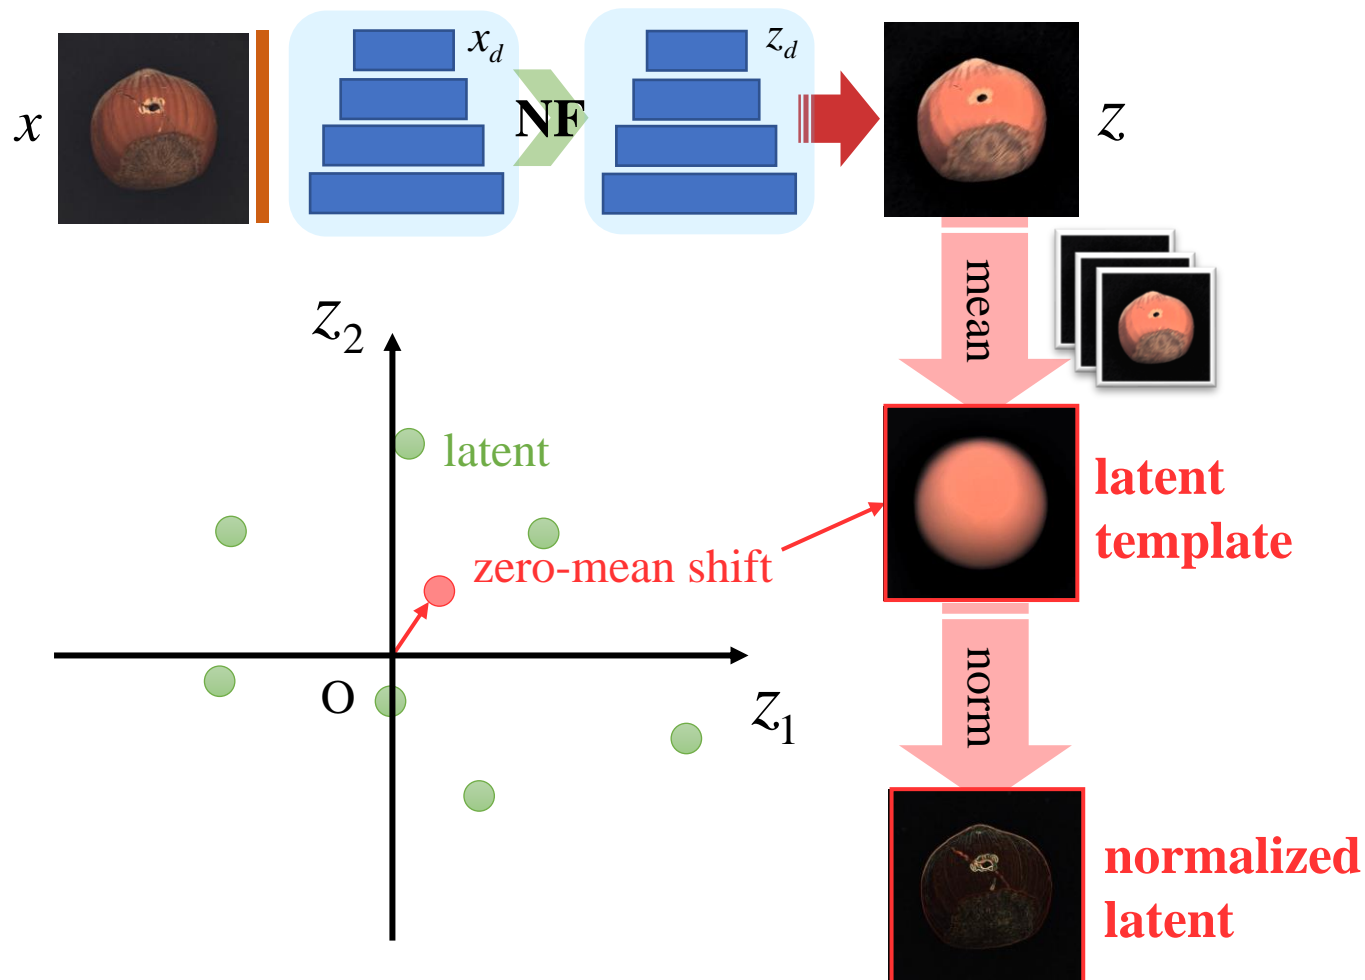 x
x_d
NF
z_d
z
mean
z_2
latent
zero-mean shift
latent
template
O
z_1
norm
normalized
latent